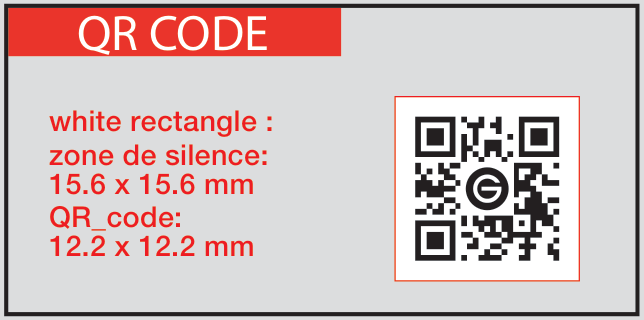 QR CODE
white rectangle :
zone de silence:
15.6 x 15.6 mm
QR_code:
12.2 x 12.2 mm